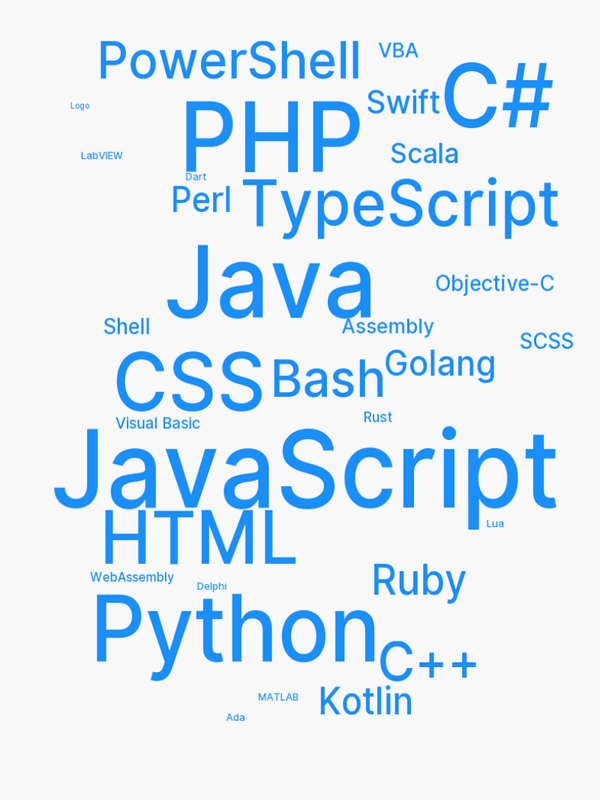 PowerShell
VBA
C#
Swift
Logo
PHP
LabVIEW
Scala
Dart
Perl
TypeScript
Java
Objective-C
Shell
Assembly
SCSS
CSS
Bash
Golang
Visual Basic
Rust
JavaScript
Lua
HTML
WebAssembly
Delphi
Ruby
Python
C++
MATLAB
Kotlin
Ada